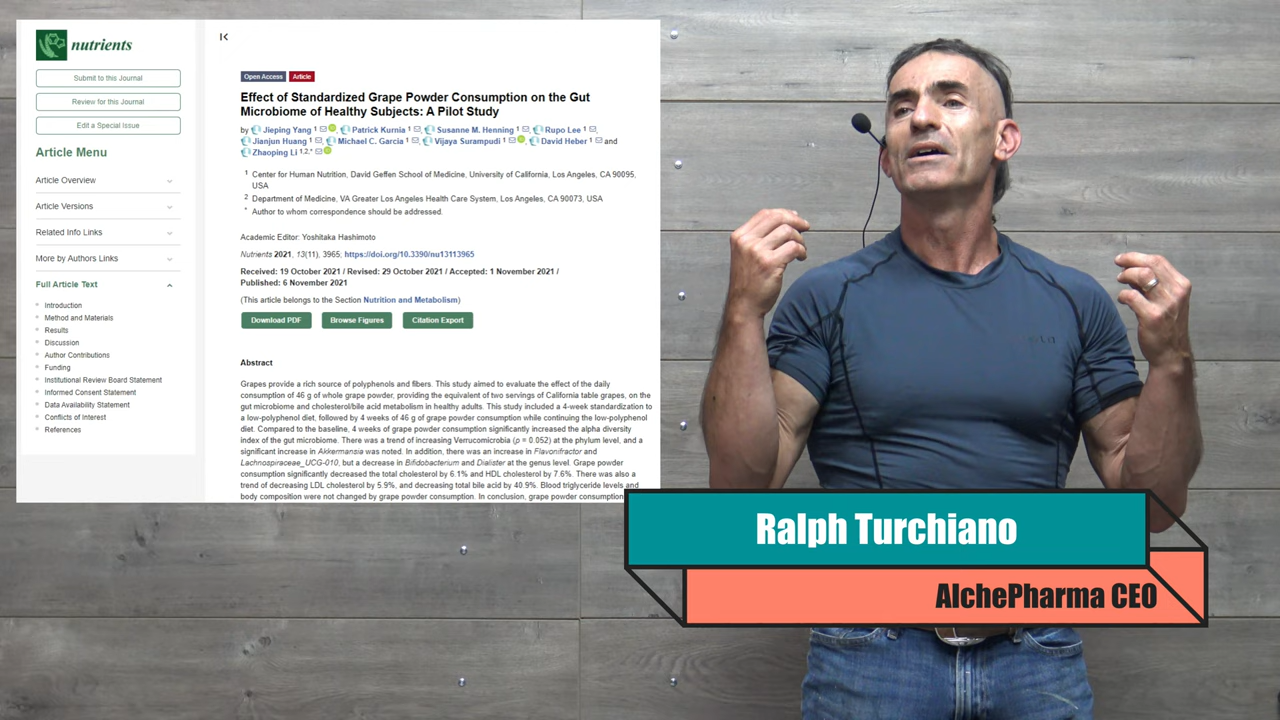 nutrients
Submit to this Journal
Review for this Journal
Edit a Special Issue
Article Menu
Article Overview
Article Versions
Related Info Links
More by Authors Links
Full Article Text
Introduction
Method and Materials
Results
Discussion
Author Contributions
Funding
Institutional Review Board Statement
Informed Consent Statement
Data Availability Statement
Conflicts of Interest
References
Open Access Article
Effect of Standardized Grape Powder Consumption on the Gut
Microbiome of Healthy Subjects: A Pilot Study
by Jieping Yang 1, Patrick Kurnia 1, Susanne M. Henning 1, Rupo Lee 1,
Jianjun Huang 1, Michael C. Garcia 1, Vijaya Surampudi 1, David Heber 1 and
Zhaoping Li 1,2,*
1 Center for Human Nutrition, David Geffen School of Medicine, University of California, Los Angeles, CA 90095,
USA
2 Department of Medicine, VA Greater Los Angeles Health Care System, Los Angeles, CA 90073, USA
* Author to whom correspondence should be addressed.
Academic Editor: Yoshitaka Hashimoto
Nutrients 2021, 13(11), 3965; https://doi.org/10.3390/nu13113965
Received: 19 October 2021 / Revised: 29 October 2021 / Accepted: 1 November 2021 /
Published: 6 November 2021
(This article belongs to the Section Nutrition and Metabolism)
Download PDF Browse Figures Citation Export
Abstract
Grapes provide a rich source of polyphenols and fibers. This study aimed to evaluate the effect of the daily
consumption of 46 g of whole grape powder, providing the equivalent of two servings of California table grapes, on the
gut microbiome and cholesterol/bile acid metabolism in healthy adults. This study included a 4-week standardization to
a low-polyphenol diet, followed by 4 weeks of 46 g of grape powder consumption while continuing the low-polyphenol
diet. Compared to the baseline, 4 weeks of grape powder consumption significantly increased the alpha diversity
index of the gut microbiome. There was a trend of increasing Verrucomicrobia (p = 0.052) at the phylum level, and a
significant increase in Akkermansia was noted. In addition, there was an increase in Flavonifractor and
Lachnospiraceae_UCG-010, but a decrease in Bifidobacterium and Dialister at the genus level. Grape powder
consumption significantly decreased the total cholesterol by 6.1% and HDL cholesterol by 7.6%. There was also a
trend of decreasing LDL cholesterol by 5.9%, and decreasing total bile acid by 40.9%. Blood triglyceride levels and
body composition were not changed by grape powder consumption. In conclusion, grape powder consumption
Ralph Turchiano
AlchePharma CEO